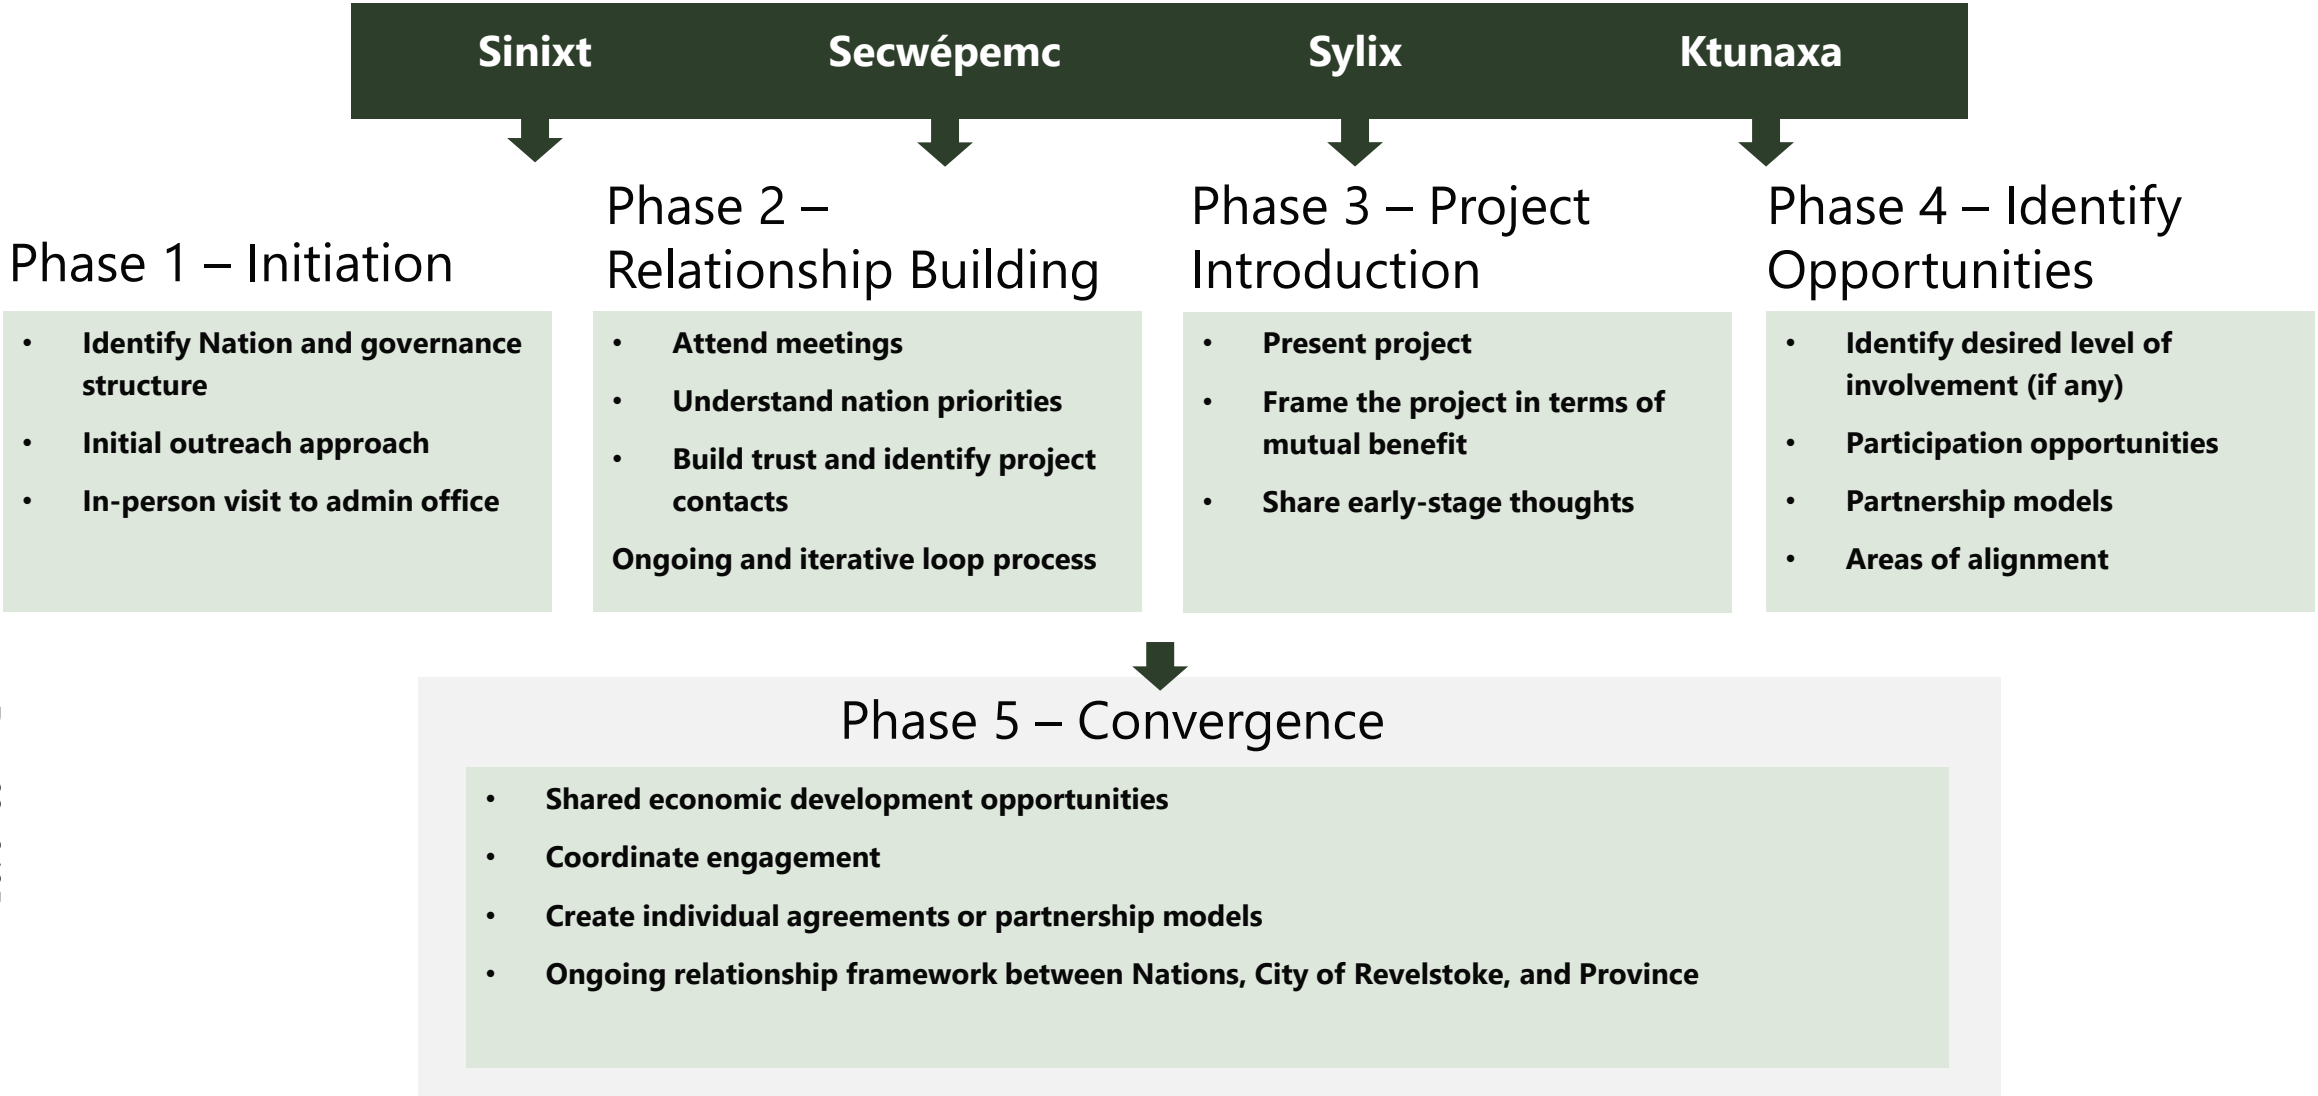 Sinixt
Secwépemc
Sylix
Ktunaxa
Phase 1 – Initiation
• Identify Nation and governance
structure
• Initial outreach approach
• In-person visit to admin office
Phase 2 –
Relationship Building
• Attend meetings
• Understand nation priorities
• Build trust and identify project
contacts
Ongoing and iterative loop process
Phase 3 – Project
Introduction
• Present project
• Frame the project in terms of
mutual benefit
• Share early-stage thoughts
Phase 4 – Identify
Opportunities
• Identify desired level of
involvement (if any)
• Participation opportunities
• Partnership models
• Areas of alignment
Phase 5 – Convergence
• Shared economic development opportunities
• Coordinate engagement
• Create individual agreements or partnership models
• Ongoing relationship framework between Nations, City of Revelstoke, and Province